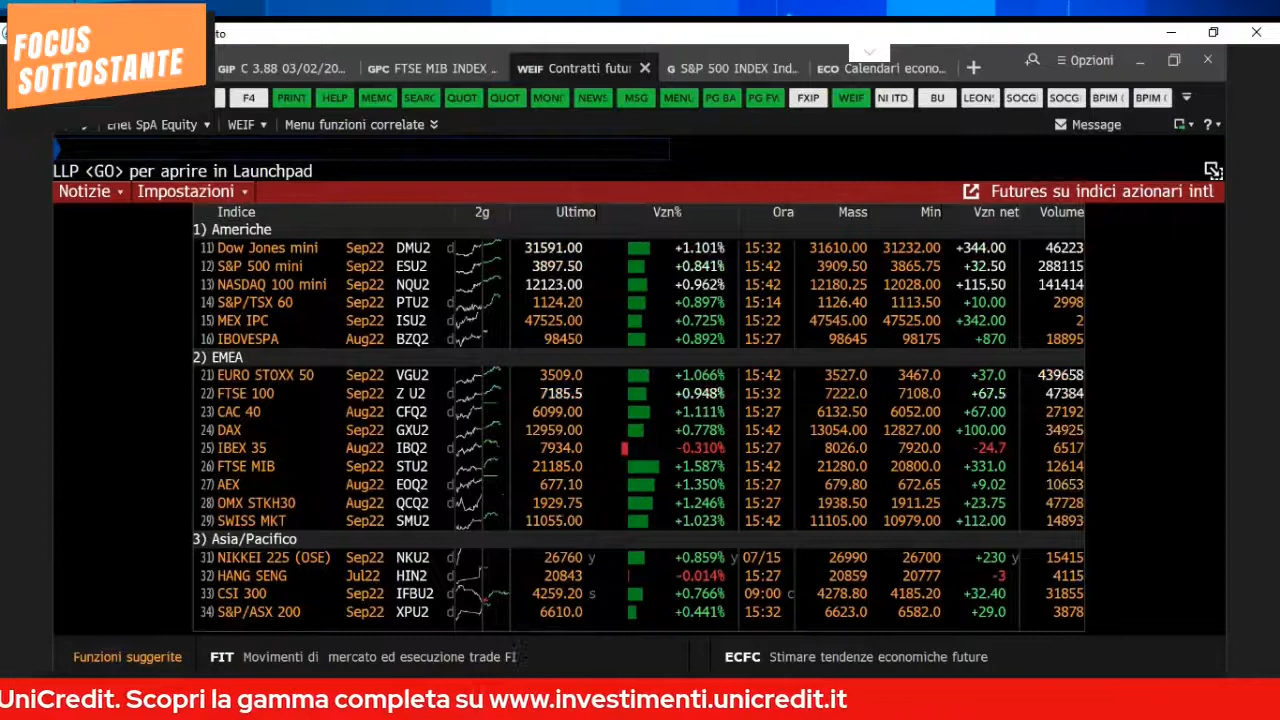 FOCUS
SOTTOSTANTE
to
GIP C 3.88 03/02/20... GPC FTSE MIB INDEX ... WEIF Contratti futur G S&P 500 INDEX Ind... ECO Calendari econo... Opzioni
F4 PRINT HELP MEMC SEARC QUOT QUOT MONI NEWS MSG MENU PG BA PG FW FXIP WEIF NI ITD BU LEON! SOCG SOCG BPIM ( BPIM (
Enel SpA Equity WEIF Menu funzioni correlate Message ?
LLP <GO> per aprire in Launchpad
Notizie Impostazioni Futures su indici azionari intl
Indice 2g Ultimo Vzn% Ora Mass Min Vzn net Volume
1) Americhe
11) Dow Jones mini Sep22 DMU2 d 31591.00 +1.101% 15:32 31610.00 31232.00 +344.00 46223
12) S&P 500 mini Sep22 ESU2 3897.50 +0.841% 15:42 3909.50 3865.75 +32.50 288115
13) NASDAQ 100 mini Sep22 NQU2 12123.00 +0.962% 15:42 12180.25 12028.00 +115.50 141414
14) S&P/TSX 60 Sep22 PTU2 d 1124.20 +0.897% 15:14 1126.40 1113.50 +10.00 2998
15) MEX IPC Sep22 ISU2 d 47525.00 +0.725% 15:22 47545.00 47525.00 +342.00 2
16) IBOVESPA Aug22 BZQ2 d 98450 +0.892% 15:27 98645 98175 +870 18895
2) EMEA
21) EURO STOXX 50 Sep22 VGU2 3509.0 +1.066% 15:42 3527.0 3467.0 +37.0 439658
22) FTSE 100 Sep22 Z U2 d 7185.5 +0.948% 15:32 7222.0 7108.0 +67.5 47384
23) CAC 40 Aug22 CFQ2 d 6099.00 +1.111% 15:27 6132.50 6052.00 +67.00 27192
24) DAX Sep22 GXU2 12959.00 +0.778% 15:42 13054.00 12827.00 +100.00 34925
25) IBEX 35 Aug22 IBQ2 d 7934.0 -0.310% 15:27 8026.0 7920.0 -24.7 6517
26) FTSE MIB Sep22 STU2 21185.0 +1.587% 15:42 21280.0 20800.0 +331.0 12614
27) AEX Aug22 EOQ2 d 677.10 +1.350% 15:27 679.80 672.65 +9.02 10653
28) OMX STKH30 Aug22 QCQ2 d 1929.75 +1.246% 15:27 1938.50 1911.25 +23.75 47728
29) SWISS MKT Sep22 SMU2 11055.00 +1.023% 15:42 11105.00 10979.00 +112.00 14893
3) Asia/Pacifico
31) NIKKEI 225 (OSE) Sep22 NKU2 d 26760 y +0.859% y 07/15 26990 26700 +230 y 15415
32) HANG SENG Jul22 HIN2 d 20843 -0.014% 15:27 20859 20777 -3 4115
33) CSI 300 Sep22 IFBU2 d 4259.20 s +0.766% 09:00 c 4278.80 4185.20 +32.40 31855
34) S&P/ASX 200 Sep22 XPU2 d 6610.0 +0.441% 15:32 6623.0 6582.0 +29.0 3878
Funzioni suggerite FIT Movimenti di mercato ed esecuzione trade FI ECFC Stimare tendenze economiche future
UniCredit. Scopri la gamma completa su www.investimenti.unicredit.it